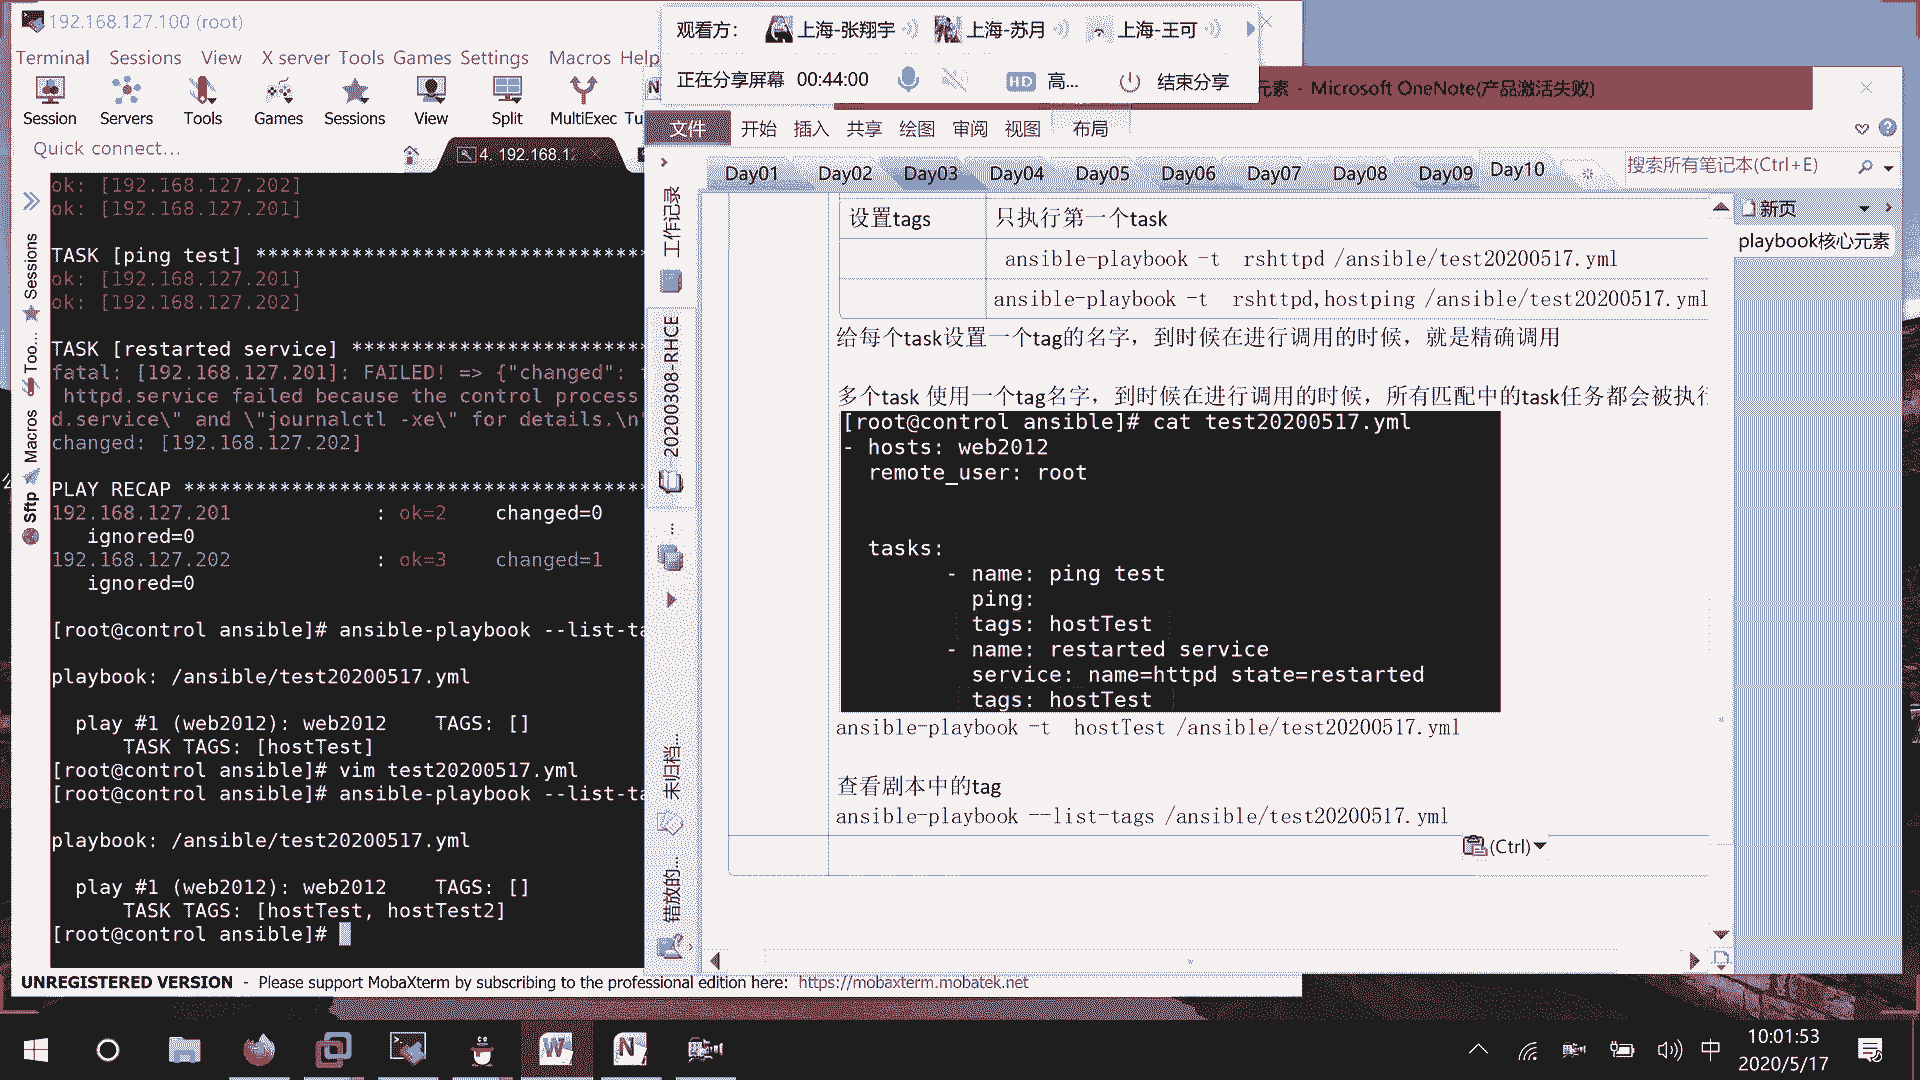 192.168.127.100 (root)
Terminal Sessions View X server Tools Games Settings Macros Help
Session Servers Tools Games Sessions View Split MultiExec Tu
Quick connect...
4. 192.168.12
Sessions
Too...
Macros
Sftp
ok: [192.168.127.202]
ok: [192.168.127.201]
TASK [ping test] *********************************
ok: [192.168.127.201]
ok: [192.168.127.202]
TASK [restarted service] *************************
fatal: [192.168.127.201]: FAILED! => {"changed":
httpd.service failed because the control process
d.service\" and \"journalctl -xe\" for details.\n"
changed: [192.168.127.202]
PLAY RECAP ***************************************
192.168.127.201 : ok=2 changed=0
ignored=0
192.168.127.202 : ok=3 changed=1
ignored=0
[root@control ansible]# ansible-playbook --list-ta
playbook: /ansible/test20200517.yml
play #1 (web2012): web2012 TAGS: []
TASK TAGS: [hostTest]
[root@control ansible]# vim test20200517.yml
[root@control ansible]# ansible-playbook --list-ta
playbook: /ansible/test20200517.yml
play #1 (web2012): web2012 TAGS: []
TASK TAGS: [hostTest, hostTest2]
[root@control ansible]#
UNREGISTERED VERSION - Please support MobaXterm by subscribing to the professional edition here: https://mobaxterm.mobatek.net
观看方： 上海-张翔宇 上海-苏月 上海-王可
正在分享屏幕 00:44:00 HD 高... 结束分享
元素 - Microsoft OneNote(产品激活失败)
文件 开始 插入 共享 绘图 审阅 视图 布局
Day01 Day02 Day03 Day04 Day05 Day06 Day07 Day08 Day09 Day10
搜索所有笔记本(Ctrl+E)
新页
playbook核心元素
工作记录
20200308-RHCE
...
未归档...
错放的...
设置tags 只执行第一个task
ansible-playbook -t rshttpd /ansible/test20200517.yml
ansible-playbook -t rshttpd,hostping /ansible/test20200517.yml
给每个task设置一个tag的名字，到时候在进行调用的时候，就是精确调用
多个task 使用一个tag名字，到时候在进行调用的时候，所有匹配中的task任务都会被执行
[root@control ansible]# cat test20200517.yml
- hosts: web2012
remote_user: root
tasks:
- name: ping test
ping:
tags: hostTest
- name: restarted service
service: name=httpd state=restarted
tags: hostTest
ansible-playbook -t hostTest /ansible/test20200517.yml
查看剧本中的tag
ansible-playbook --list-tags /ansible/test20200517.yml
(Ctrl)
中
10:01:53
2020/5/17